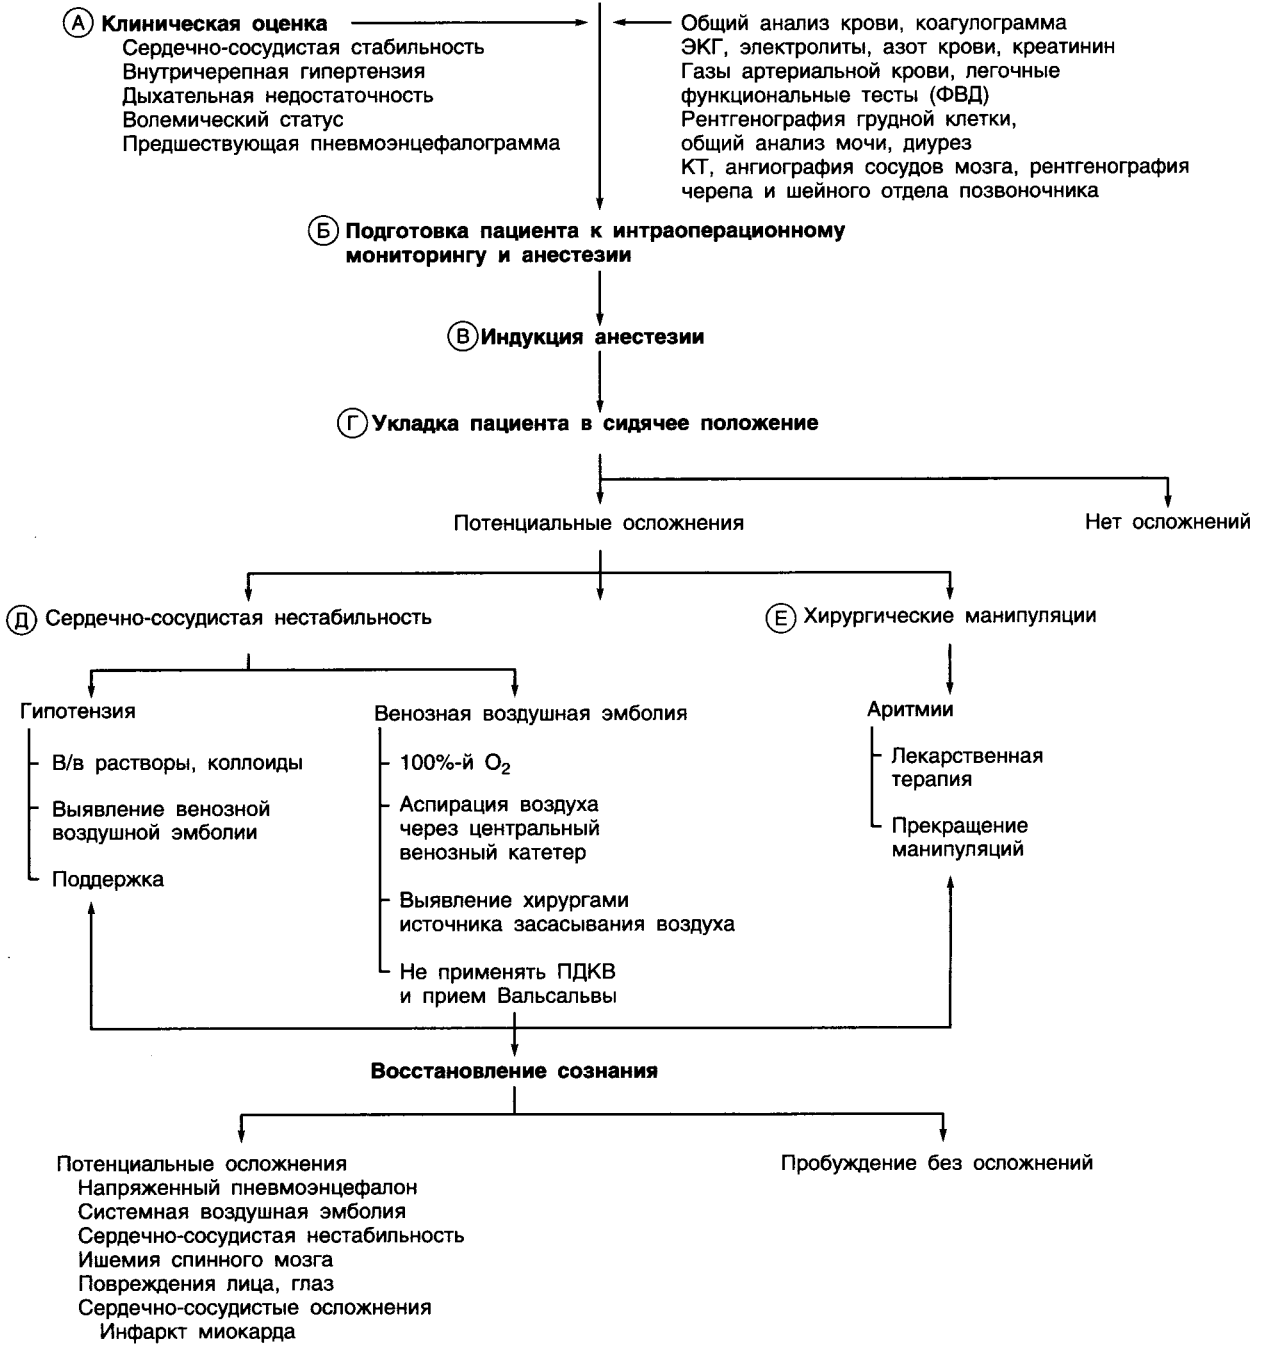 А Клиническая оценка
Сердечно-сосудистая стабильность
Внутричерепная гипертензия
Дыхательная недостаточность
Волемический статус
Предшествующая пневмоэнцефалограмма
Общий анализ крови, коагулограмма
ЭКГ, электролиты, азот крови, креатинин
Газы артериальной крови, легочные
функциональные тесты (ФВД)
Рентгенография грудной клетки,
общий анализ мочи, диурез
КТ, ангиография сосудов мозга, рентгенография
черепа и шейного отдела позвоночника
Б Подготовка пациента к интраоперационному
мониторингу и анестезии
В Индукция анестезии
Г Укладка пациента в сидячее положение
Потенциальные осложнения
Нет осложнений
Д Сердечно-сосудистая нестабильность
Е Хирургические манипуляции
Гипотензия
В/в растворы, коллоиды
Выявление венозной
воздушной эмболии
Поддержка
Венозная воздушная эмболия
100%-й O₂
Аспирация воздуха
через центральный
венозный катетер
Выявление хирургами
источника засасывания воздуха
Не применять ПДКВ
и прием Вальсальвы
Аритмии
Лекарственная
терапия
Прекращение
манипуляций
Восстановление сознания
Потенциальные осложнения
Напряженный пневмоэнцефалон
Системная воздушная эмболия
Сердечно-сосудистая нестабильность
Ишемия спинного мозга
Повреждения лица, глаз
Сердечно-сосудистые осложнения
Инфаркт миокарда
Пробуждение без осложнений